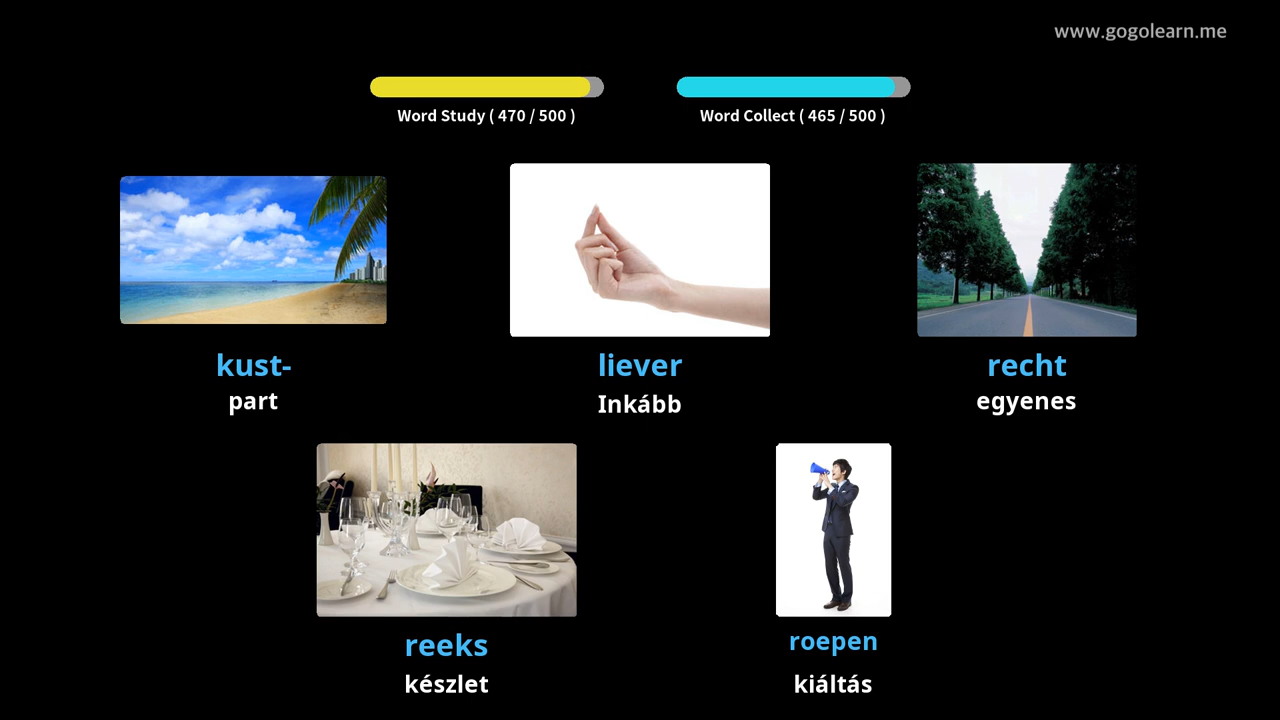 www.gogolearn.me
Word Study ( 470 / 500 )
Word Collect ( 465 / 500 )
kust-
part
liever
Inkább
recht
egyenes
reeks
készlet
roepen
kiáltás